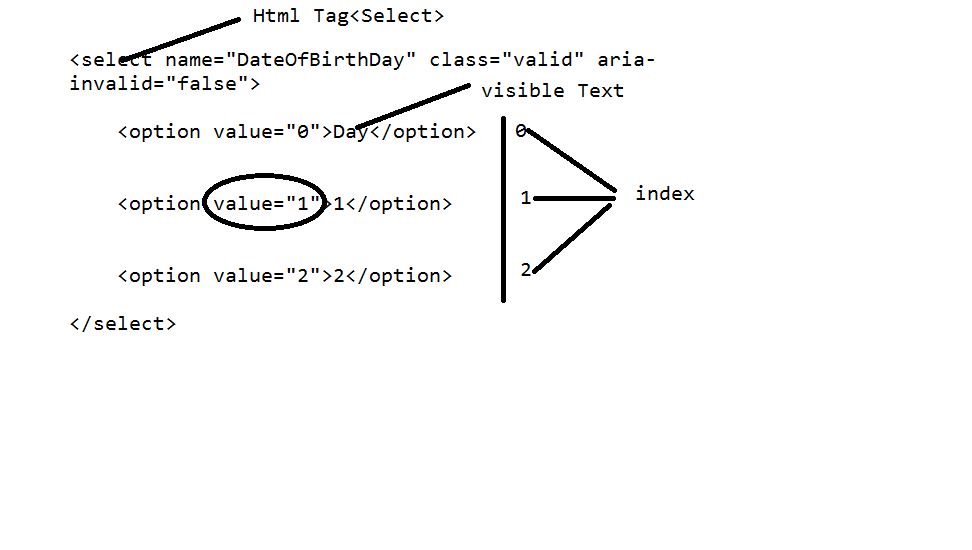 Html Tag<Select>
<select name="DateOfBirthDay" class="valid" aria-
invalid="false">
visible Text
<option value="0">Day</option>
0
<option value="1">1</option>
1
index
<option value="2">2</option>
2
</select>